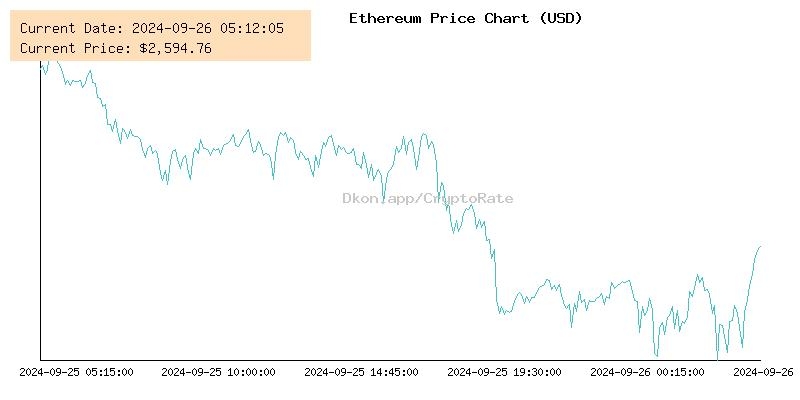 Ethereum Price Chart (USD)
Current Date: 2024-09-26 05:12:05
Current Price: $2,594.76
Dkon.app/CryptoRate
2024-09-25 05:15:00
2024-09-25 10:00:00
2024-09-25 14:45:00
2024-09-25 19:30:00
2024-09-26 00:15:00
2024-09-26